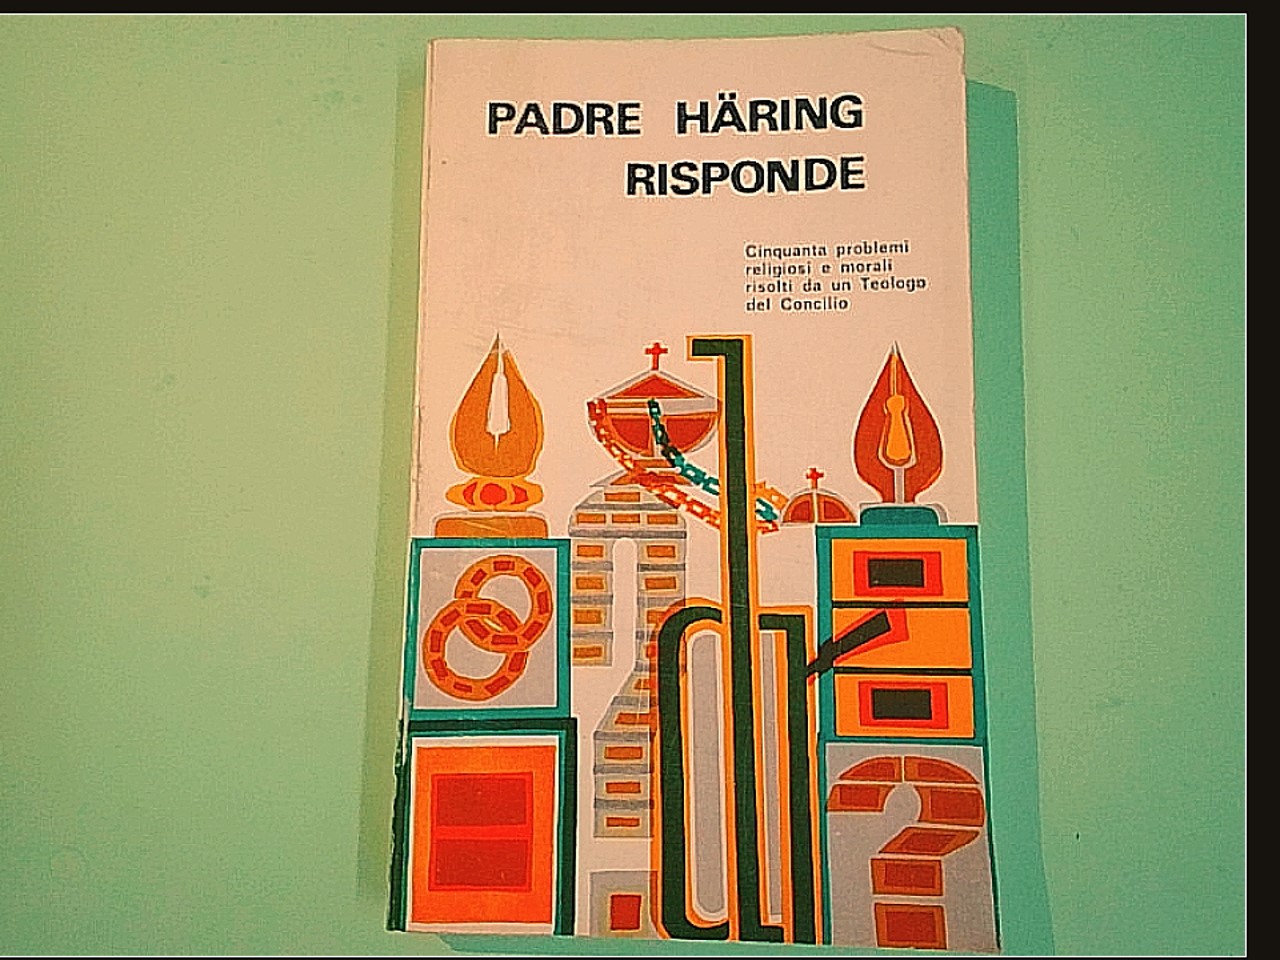 PADRE HÄRING
RISPONDE
Cinquanta problemi
religiosi e morali
risolti da un Teologo
del Concilio
?